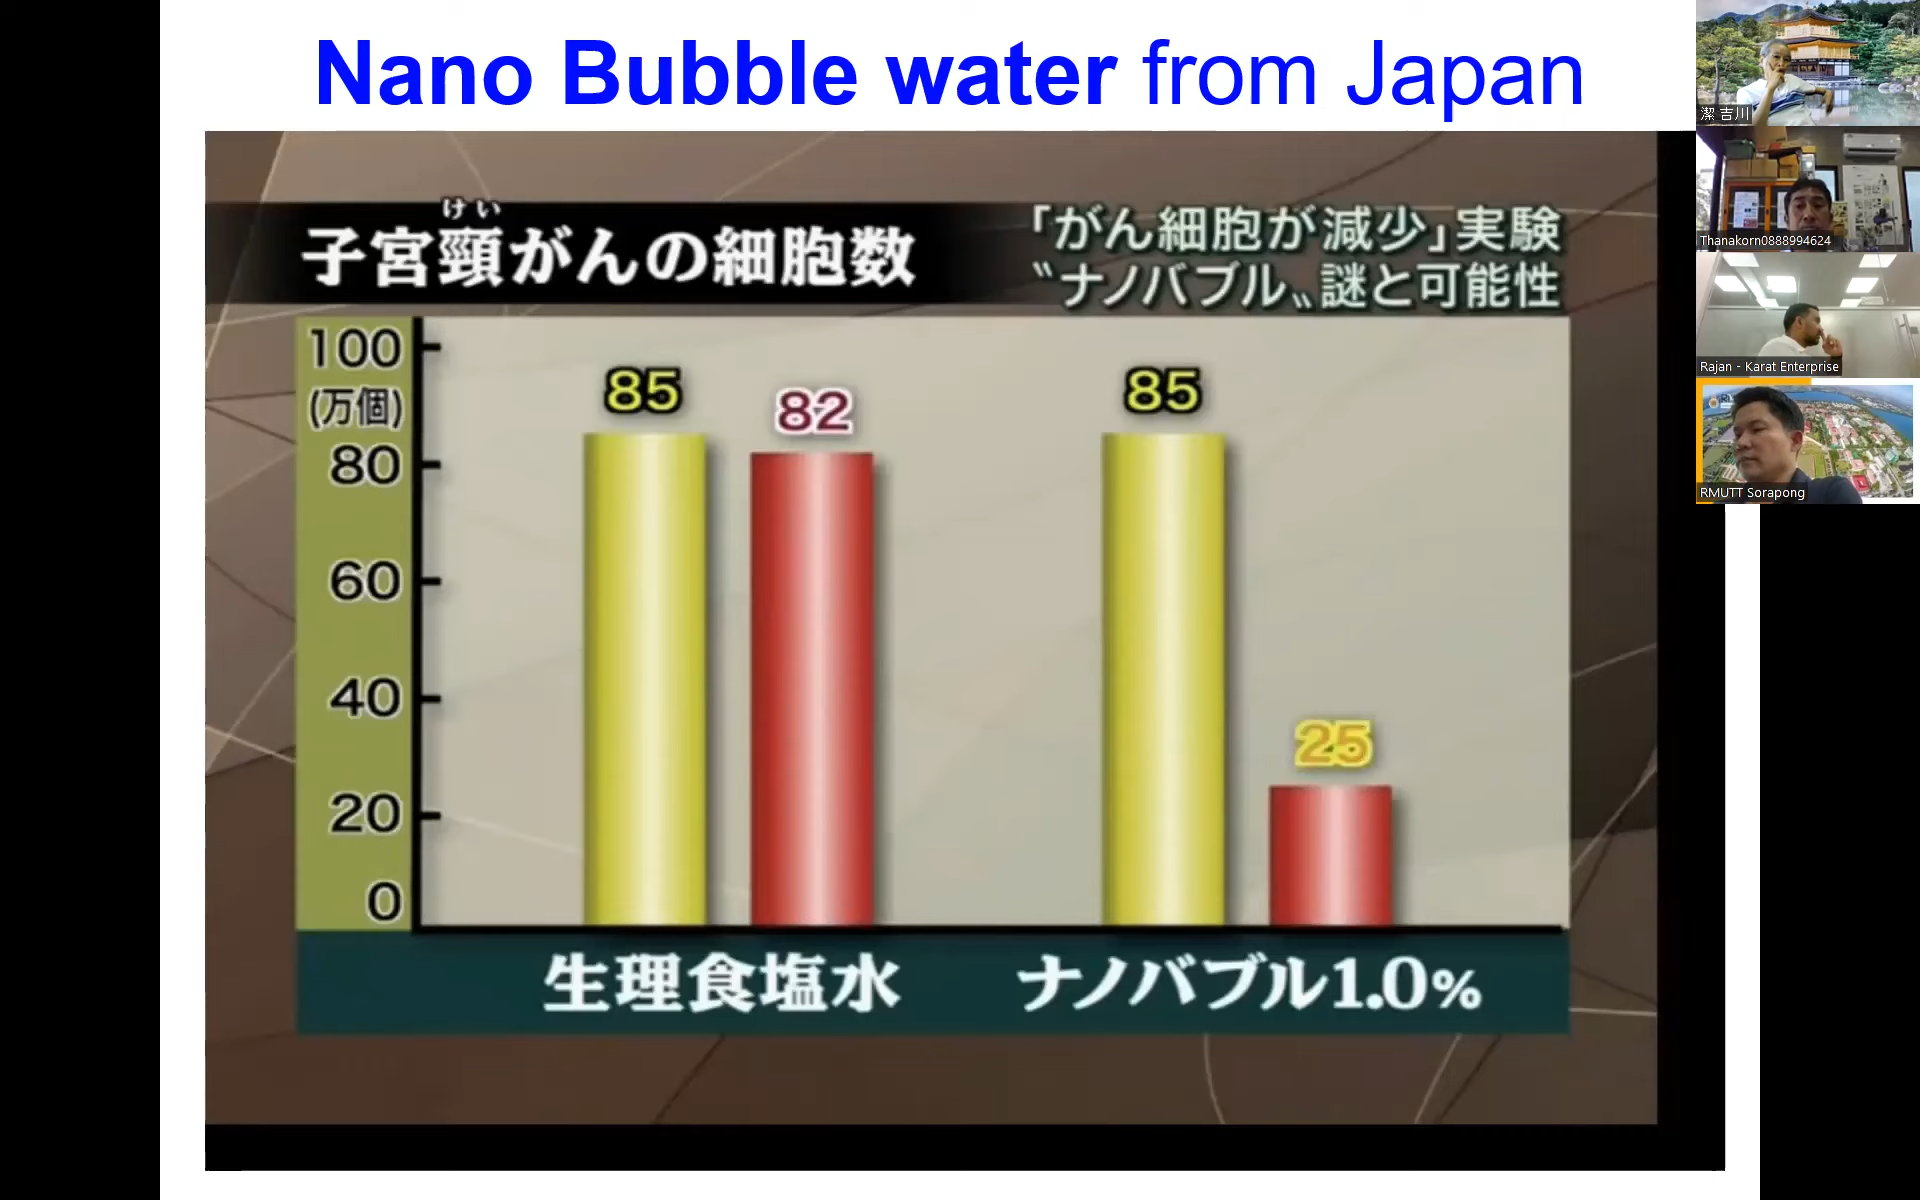 Nano Bubble water from Japan
けい
子宮頸がんの細胞数
「がん細胞が減少」実験
〝ナノバブル〟謎と可能性
100
(万個)
80
60
40
20
0
85
82
85
25
生理食塩水
ナノバブル1.0%
潔 吉川
Thanakorn0888994624
Rajan - Karat Enterprise
RMUTT Sorapong